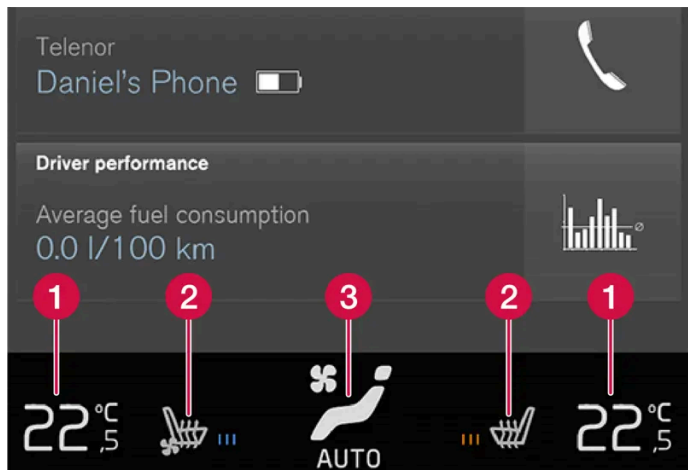 Telenor
Daniel's Phone
Driver performance
Average fuel consumption
0.0 l/100 km
1 2 3 2 1
22,5 °C 22,5 °C
AUTO